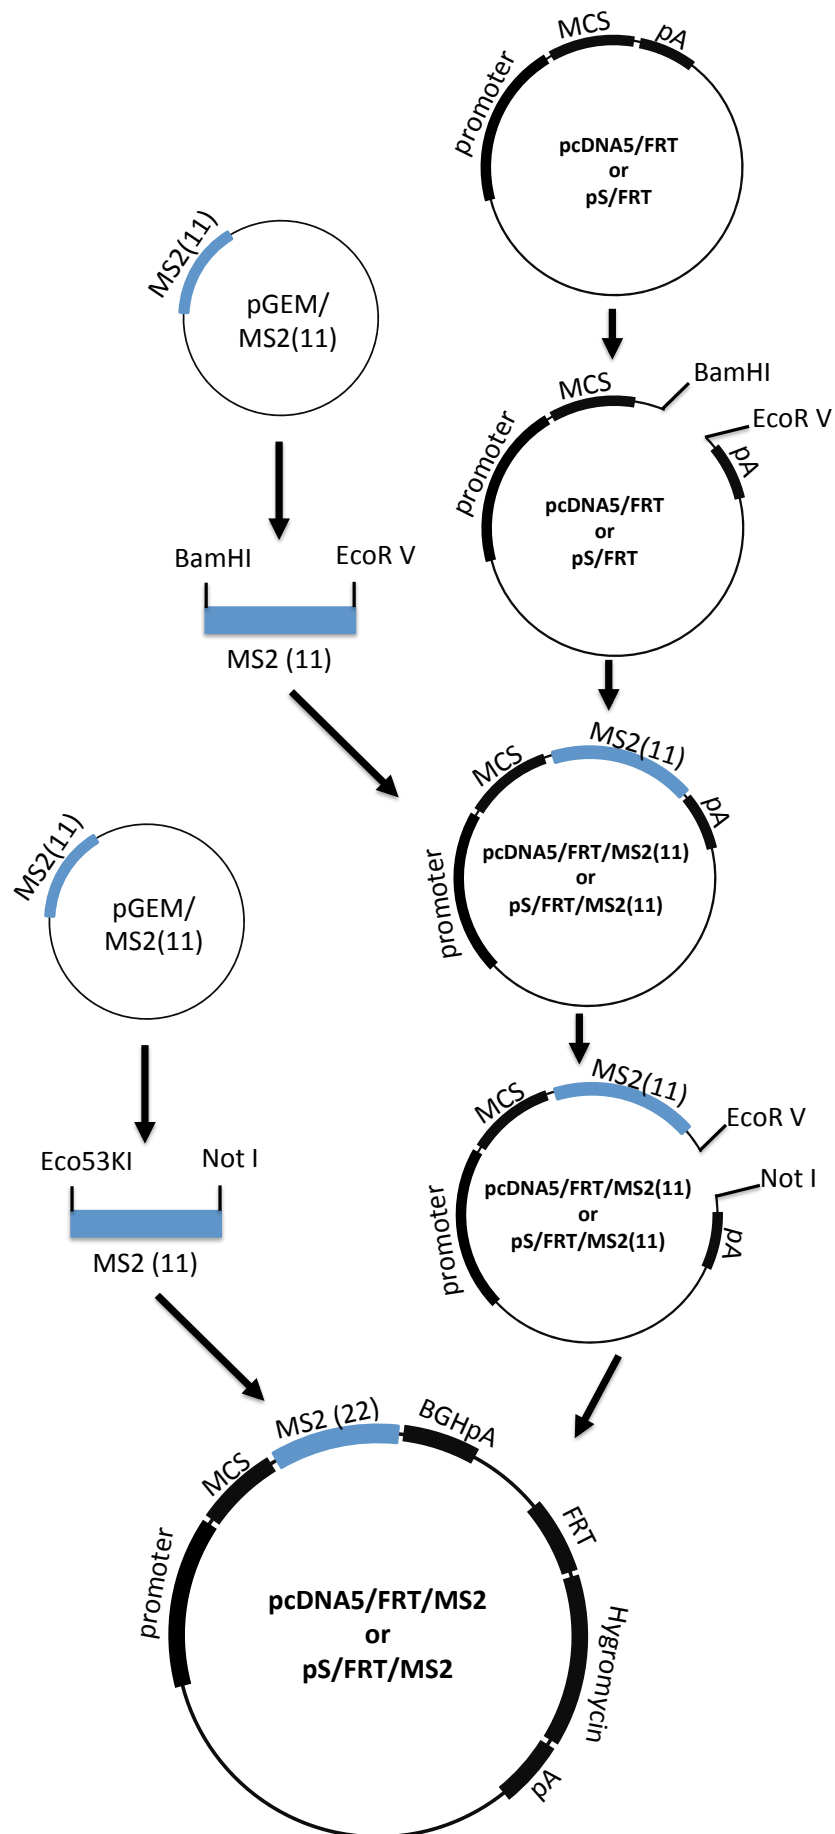 MCS
pA
promoter
pcDNA5/FRT
or
pS/FRT
MS2(11)
pGEM/
MS2(11)
MCS
BamHI
EcoR V
pA
promoter
pcDNA5/FRT
or
pS/FRT
BamHI
EcoR V
MS2 (11)
MS2(11)
MCS
pA
promoter
pcDNA5/FRT/MS2(11)
or
pS/FRT/MS2(11)
MS2(11)
pGEM/
MS2(11)
MS2(11)
MCS
EcoR V
Not I
pA
promoter
pcDNA5/FRT/MS2(11)
or
pS/FRT/MS2(11)
Eco53KI
Not I
MS2 (11)
MS2 (22)
BGHpA
MCS
FRT
promoter
pcDNA5/FRT/MS2
or
pS/FRT/MS2
Hygromycin
pA